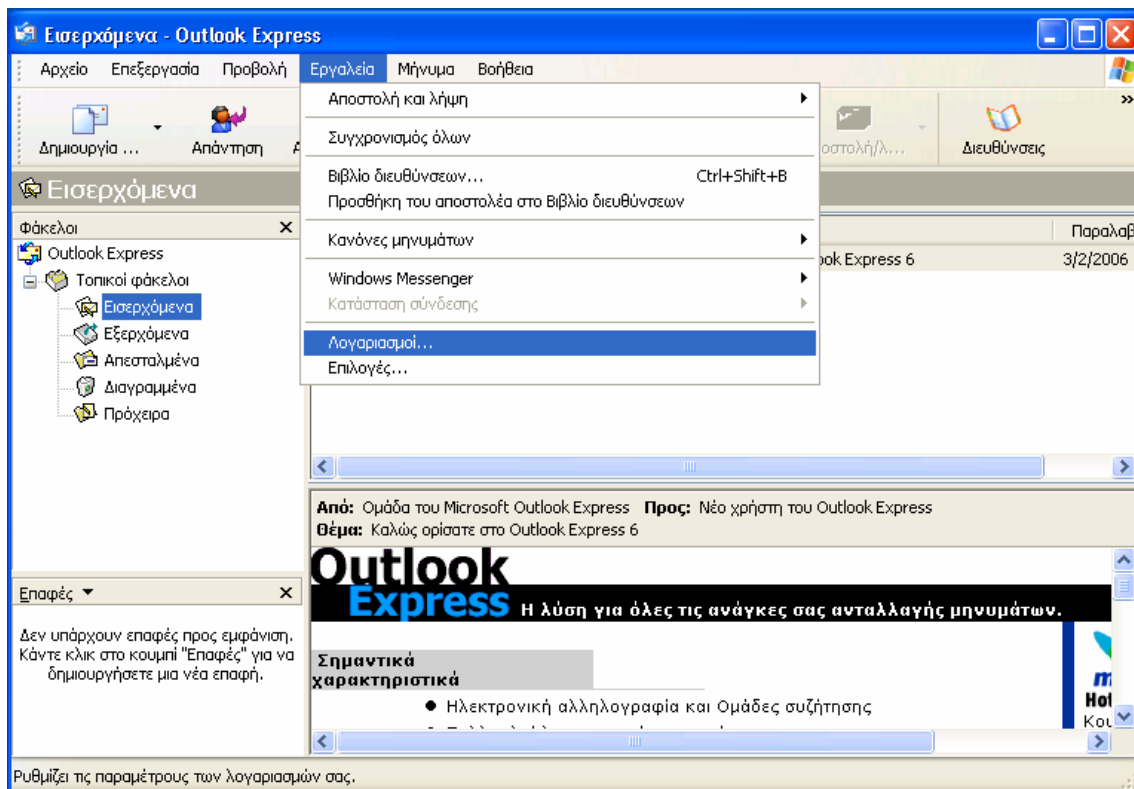 Εισερχόμενα - Outlook Express
Αρχείο Επεξεργασία Προβολή Εργαλεία Μήνυμα Βοήθεια
Δημιουργία ... Απάντηση Διευθύνσεις
Εισερχόμενα
Αποστολή και λήψη
Συγχρονισμός όλων
Βιβλίο διευθύνσεων... Ctrl+Shift+B
Προσθήκη του αποστολέα στο Βιβλίο διευθύνσεων
Κανόνες μηνυμάτων
Windows Messenger
Κατάσταση σύνδεσης
Λογαριασμοί...
Επιλογές...
Φάκελοι
Outlook Express
Τοπικοί φάκελοι
Εισερχόμενα
Εξερχόμενα
Απεσταλμένα
Διαγραμμένα
Πρόχειρα
Παραλαβ
ook Express 6 3/2/2006
Από: Ομάδα του Microsoft Outlook Express Προς: Νέο χρήστη του Outlook Express
Θέμα: Καλώς ορίσατε στο Outlook Express 6
Outlook
Express Η λύση για όλες τις ανάγκες σας ανταλλαγής μηνυμάτων.
Σημαντικά
χαρακτηριστικά
● Ηλεκτρονική αλληλογραφία και Ομάδες συζήτησης
m
Hot
Κου
Επαφές
Δεν υπάρχουν επαφές προς εμφάνιση.
Κάντε κλικ στο κουμπί "Επαφές" για να
δημιουργήσετε μια νέα επαφή.
Ρυθμίζει τις παραμέτρους των λογαριασμών σας.